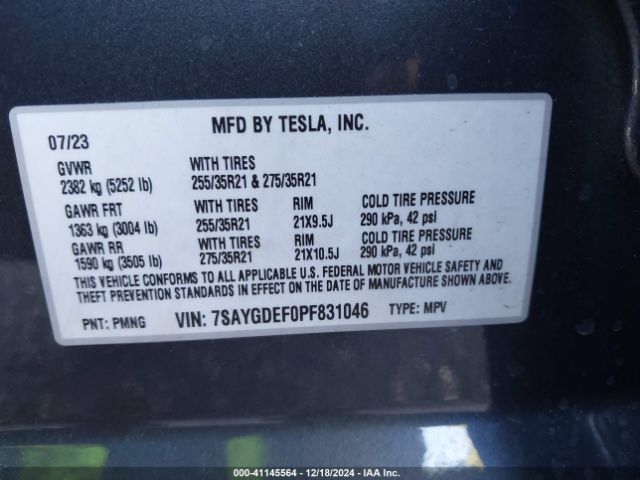 MFD BY TESLA, INC.
07/23
GVWR
2382 kg (5252 lb)
WITH TIRES
255/35R21 & 275/35R21
GAWR FRT
1363 kg (3004 lb)
WITH TIRES
255/35R21
RIM
21X9.5J
COLD TIRE PRESSURE
290 kPa, 42 psi
GAWR RR
1590 kg (3505 lb)
WITH TIRES
275/35R21
RIM
21X10.5J
COLD TIRE PRESSURE
290 kPa, 42 psi
THIS VEHICLE CONFORMS TO ALL APPLICABLE U.S. FEDERAL MOTOR VEHICLE SAFETY AND
THEFT PREVENTION STANDARDS IN EFFECT ON THE DATE OF MANUFACTURE SHOWN ABOVE.
PNT: PMNG VIN: 7SAYGDEF0PF831046 TYPE: MPV
000-41145564 – 12/18/2024 – IAA Inc.